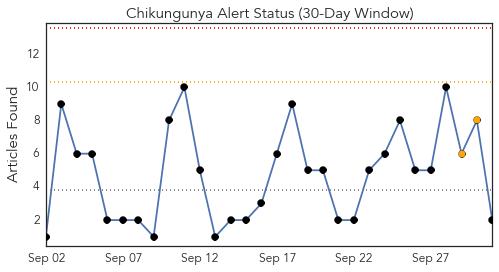 Chikungunya Alert Status (30-Day Window)
Articles Found
12
10
8
6
4
2
Sep 02 Sep 07 Sep 12 Sep 17 Sep 22 Sep 27